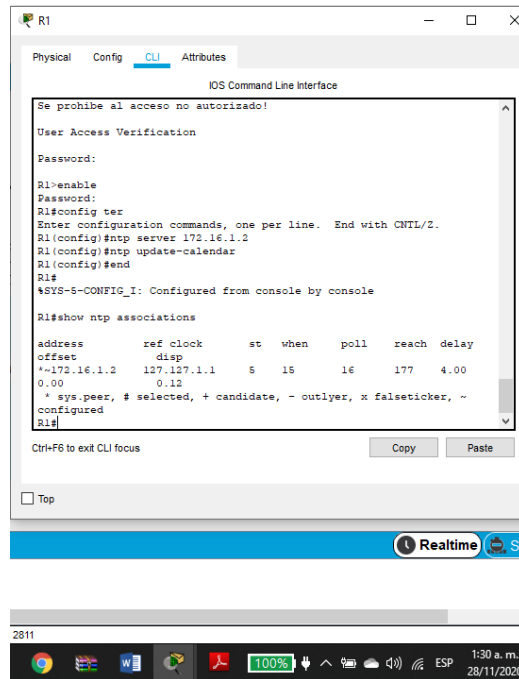 R1
Physical Config CLI Attributes
IOS Command Line Interface
Se prohibe al acceso no autorizado!
User Access Verification
Password:
R1>enable
Password:
R1#config ter
Enter configuration commands, one per line. End with CNTL/Z.
R1(config)#ntp server 172.16.1.2
R1(config)#ntp update-calendar
R1(config)#end
R1#
%SYS-5-CONFIG_I: Configured from console by console
R1#show ntp associations
address ref clock st when poll reach delay
offset disp
*~172.16.1.2 127.127.1.1 5 15 16 177 4.00
0.00 0.12
* sys.peer, # selected, + candidate, - outlyer, x falseticker, ~
configured
R1#
Ctrl+F6 to exit CLI focus
Copy Paste
Top
Realtime S
2811
100% ESP 1:30 a. m.
28/11/2020